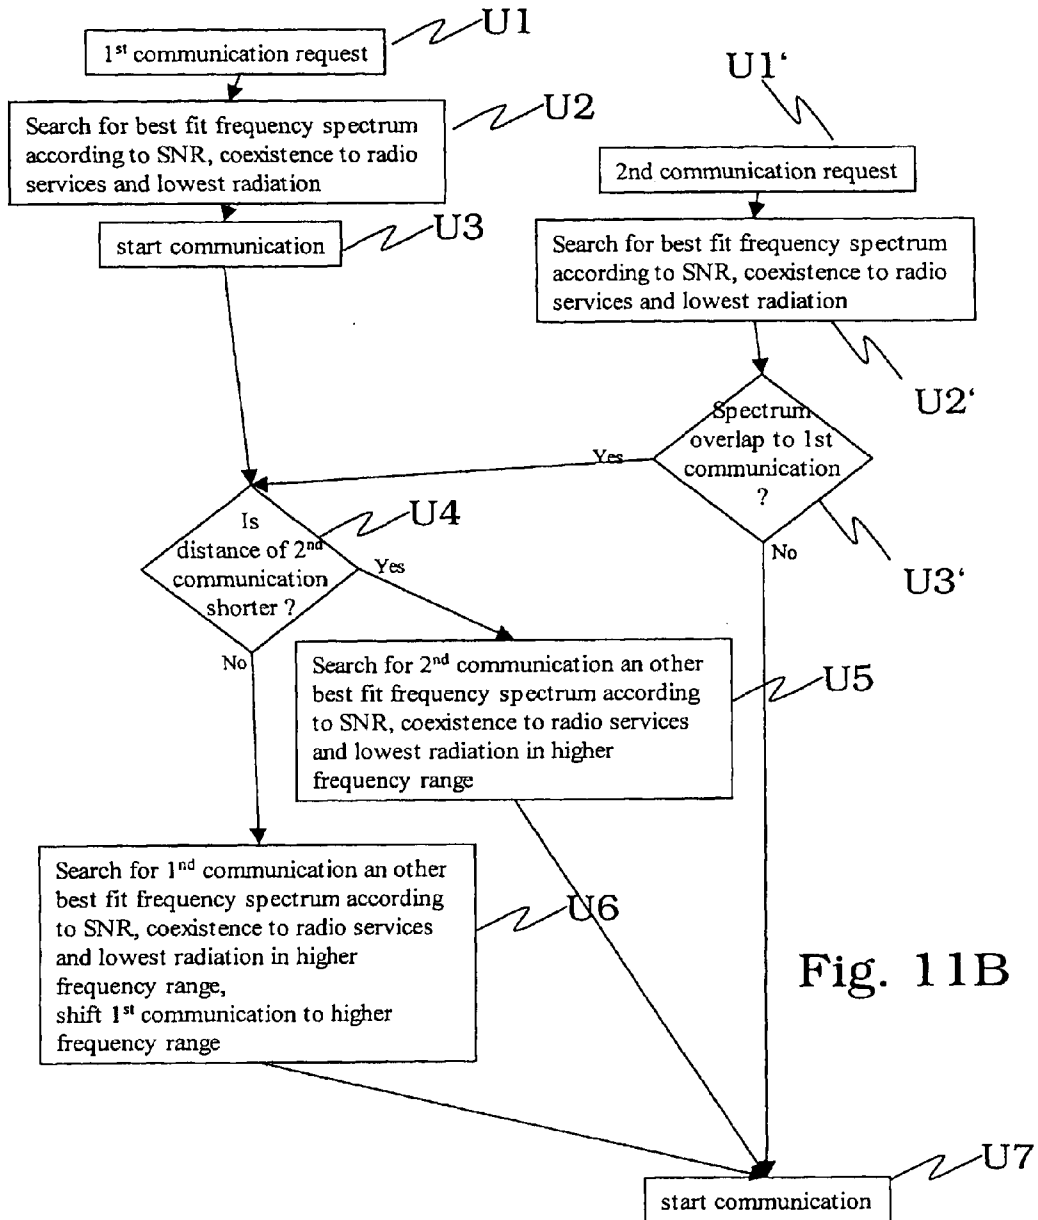 U1
1st communication request
U2
Search for best fit frequency spectrum
according to SNR, coexistence to radio
services and lowest radiation
U3
start communication
U1'
2nd communication request
Search for best fit frequency spectrum
according to SNR, coexistence to radio
services and lowest radiation
U2'
Spectrum
overlap to 1st
communication
?
Yes
No
U3'
U4
Is
distance of 2nd
communication
shorter ?
Yes
No
Search for 2nd communication an other
best fit frequency spectrum according
to SNR, coexistence to radio services
and lowest radiation in higher
frequency range
U5
Search for 1nd communication an other
best fit frequency spectrum according
to SNR, coexistence to radio services
and lowest radiation in higher
frequency range,
shift 1st communication to higher
frequency range
U6
Fig. 11B
U7
start communication